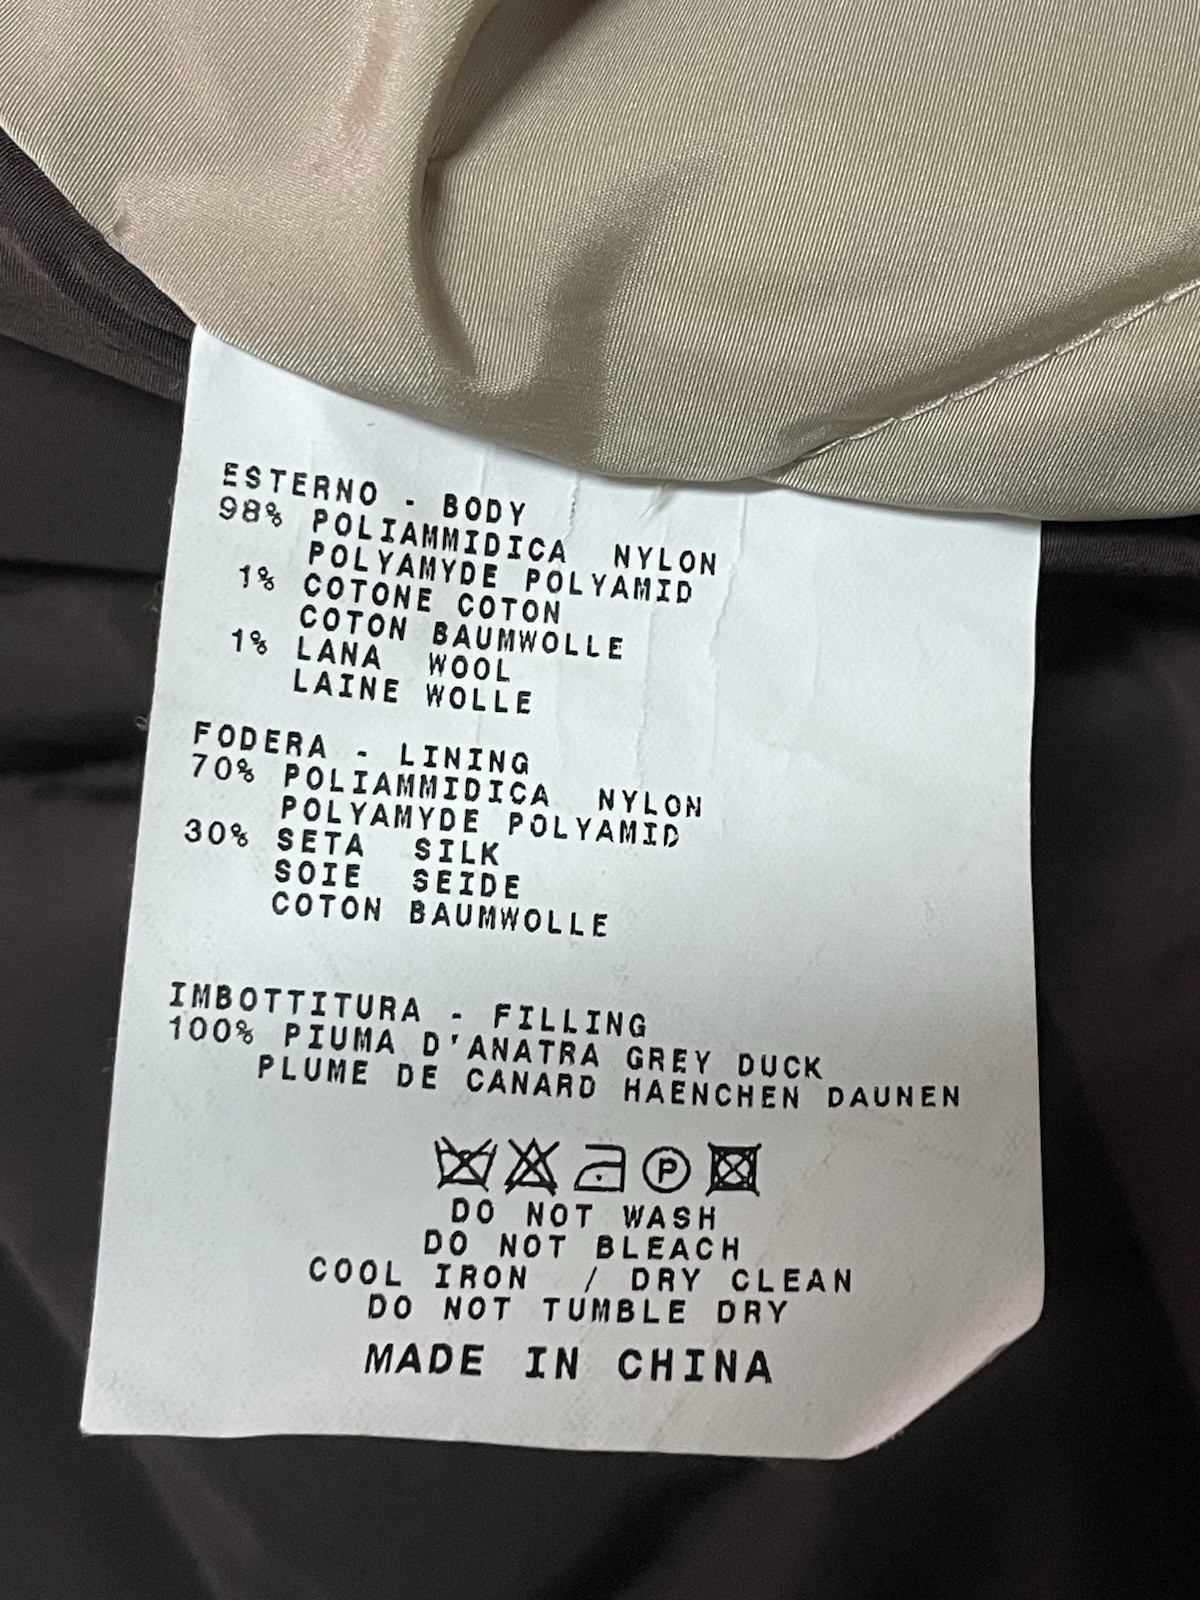 ESTERNO - BODY
98% POLIAMMIDICA NYLON
POLYAMYDE POLYAMID
1% COTONE COTON
COTON BAUMWOLLE
1% LANA WOOL
LAINE WOLLE
FODERA - LINING
70% POLIAMMIDICA NYLON
POLYAMYDE POLYAMID
30% SETA SILK
SOIE SEIDE
COTON BAUMWOLLE
IMBOTTITURA - FILLING
100% PIUMA D'ANATRA GREY DUCK
PLUME DE CANARD HAENCHEN DAUNEN
P
DO NOT WASH
DO NOT BLEACH
COOL IRON / DRY CLEAN
DO NOT TUMBLE DRY
MADE IN CHINA